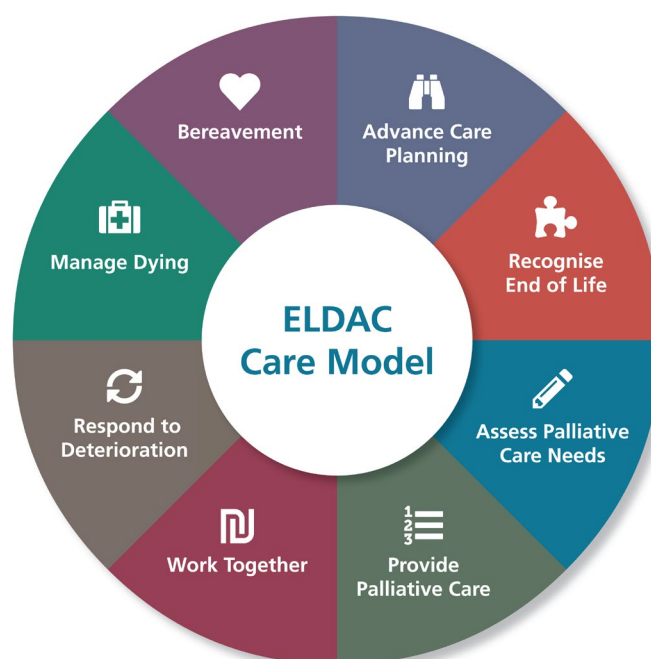 ELDAC
Care Model
Advance Care
Planning
Recognise
End of Life
Assess Palliative
Care Needs
1
2
3
Provide
Palliative Care
Work Together
Respond to
Deterioration
Manage Dying
Bereavement